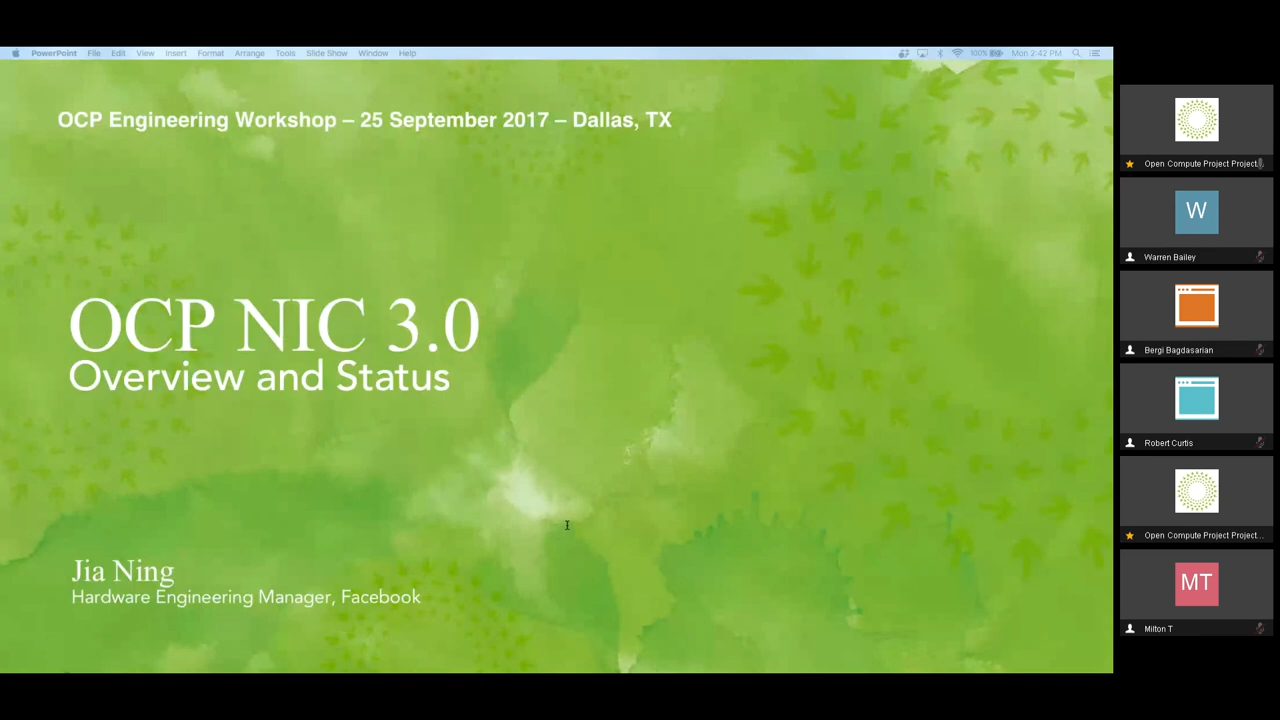 PowerPoint File Edit View Insert Format Arrange Tools Slide Show Window Help 100% Mon 2:42 PM
OCP Engineering Workshop – 25 September 2017 – Dallas, TX
OCP NIC 3.0
Overview and Status
Jia Ning
Hardware Engineering Manager, Facebook
Open Compute Project Project...
W
Warren Bailey
Bergi Bagdasarian
Robert Curtis
Open Compute Project Project...
MT
Milton T